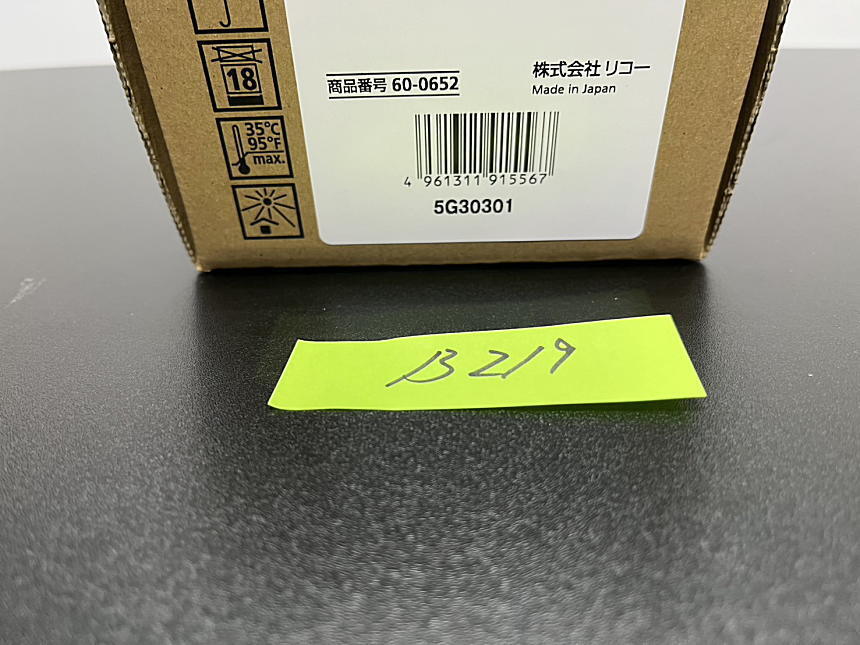 18
35°C
95°F
max.
商品番号 60-0652
株式会社 リコー
Made in Japan
4 961311 915567
5G30301
B219